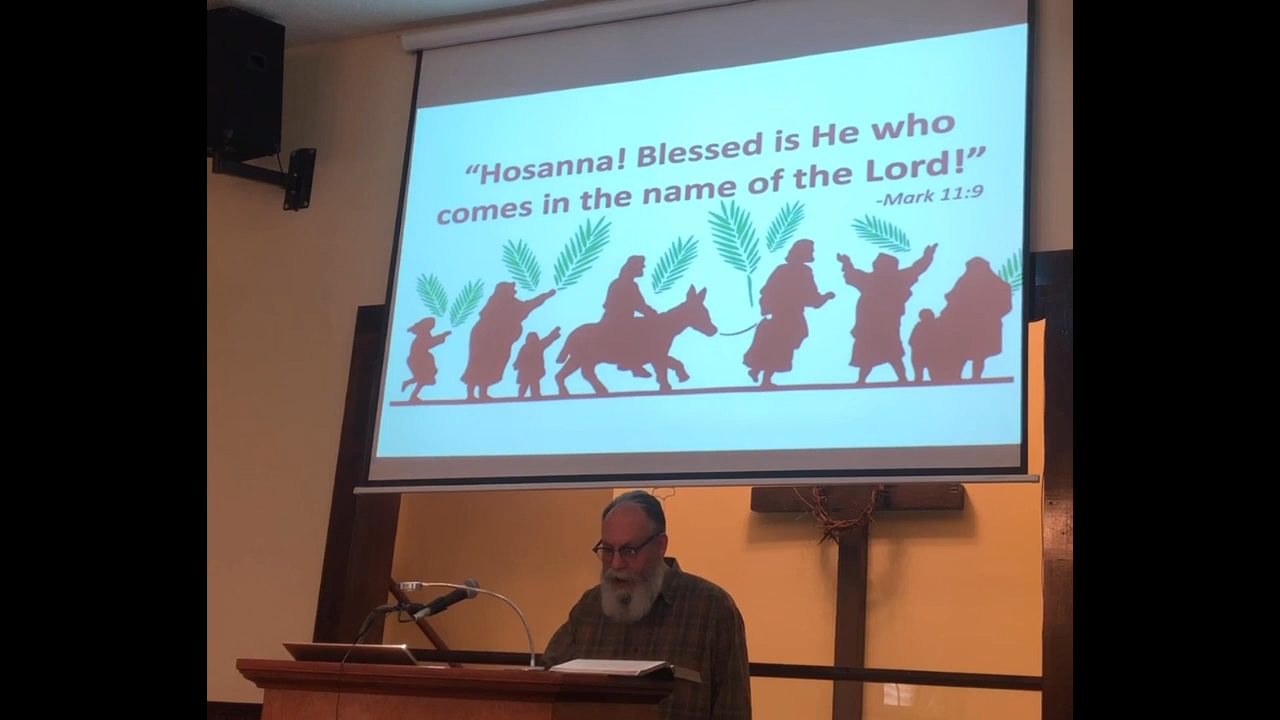 “Hosanna! Blessed is He who
comes in the name of the Lord!”
-Mark 11:9